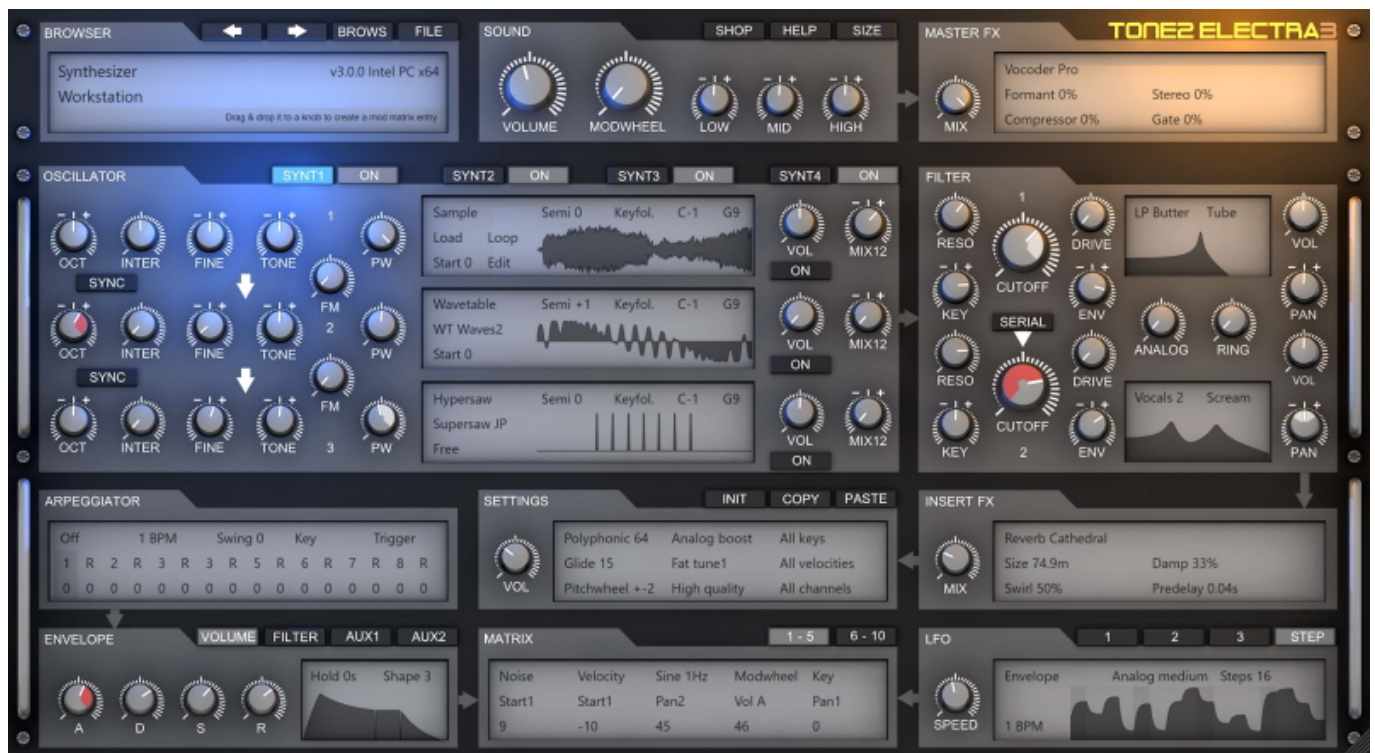 BROWSER BROWS FILE
Synthesizer v3.0.0 Intel PC x64
Workstation
Drag & drop it to a knob to create a mod matrix entry
SOUND SHOP HELP SIZE
VOLUME MODWHEEL LOW MID HIGH
MASTER FX TONE2 ELECTRA3
Vocoder Pro
Formant 0% Stereo 0%
Compressor 0% Gate 0%
MIX
OSCILLATOR SYNT1 ON SYNT2 ON SYNT3 ON SYNT4 ON
1
OCT INTER FINE TONE PW
SYNC
FM
2
OCT INTER FINE TONE PW
SYNC
FM
OCT INTER FINE TONE 3 PW
Sample Semi 0 Keyfol. C-1 G9
Load Loop
Start 0 Edit
VOL MIX12
ON
Wavetable Semi +1 Keyfol. C-1 G9
WT Waves2
Start 0
VOL MIX12
ON
Hypersaw Semi 0 Keyfol. C-1 G9
Supersaw JP
Free
VOL MIX12
ON
FILTER
1
RESO DRIVE
CUTOFF
KEY ENV
SERIAL
RESO DRIVE
CUTOFF
KEY 2 ENV
LP Butter Tube
ANALOG RING
Vocals 2 Scream
VOL
PAN
VOL
PAN
ARPEGGIATOR
Off 1 BPM Swing 0 Key Trigger
1 R 2 R 3 R 3 R 5 R 6 R 7 R 8 R
0 0 0 0 0 0 0 0 0 0 0 0 0 0 0 0
SETTINGS INIT COPY PASTE
VOL
Polyphonic 64 Analog boost All keys
Glide 15 Fat tune1 All velocities
Pitchwheel +-2 High quality All channels
INSERT FX
Reverb Cathedral
Size 74.9m Damp 33%
Swirl 50% Predelay 0.04s
MIX
ENVELOPE VOLUME FILTER AUX1 AUX2
Hold 0s Shape 3
A D S R
MATRIX 1 - 5 6 - 10
Noise Velocity Sine 1Hz Modwheel Key
Start1 Start1 Pan2 Vol A Pan1
9 -10 45 46 0
LFO 1 2 3 STEP
Envelope Analog medium Steps 16
1 BPM
SPEED